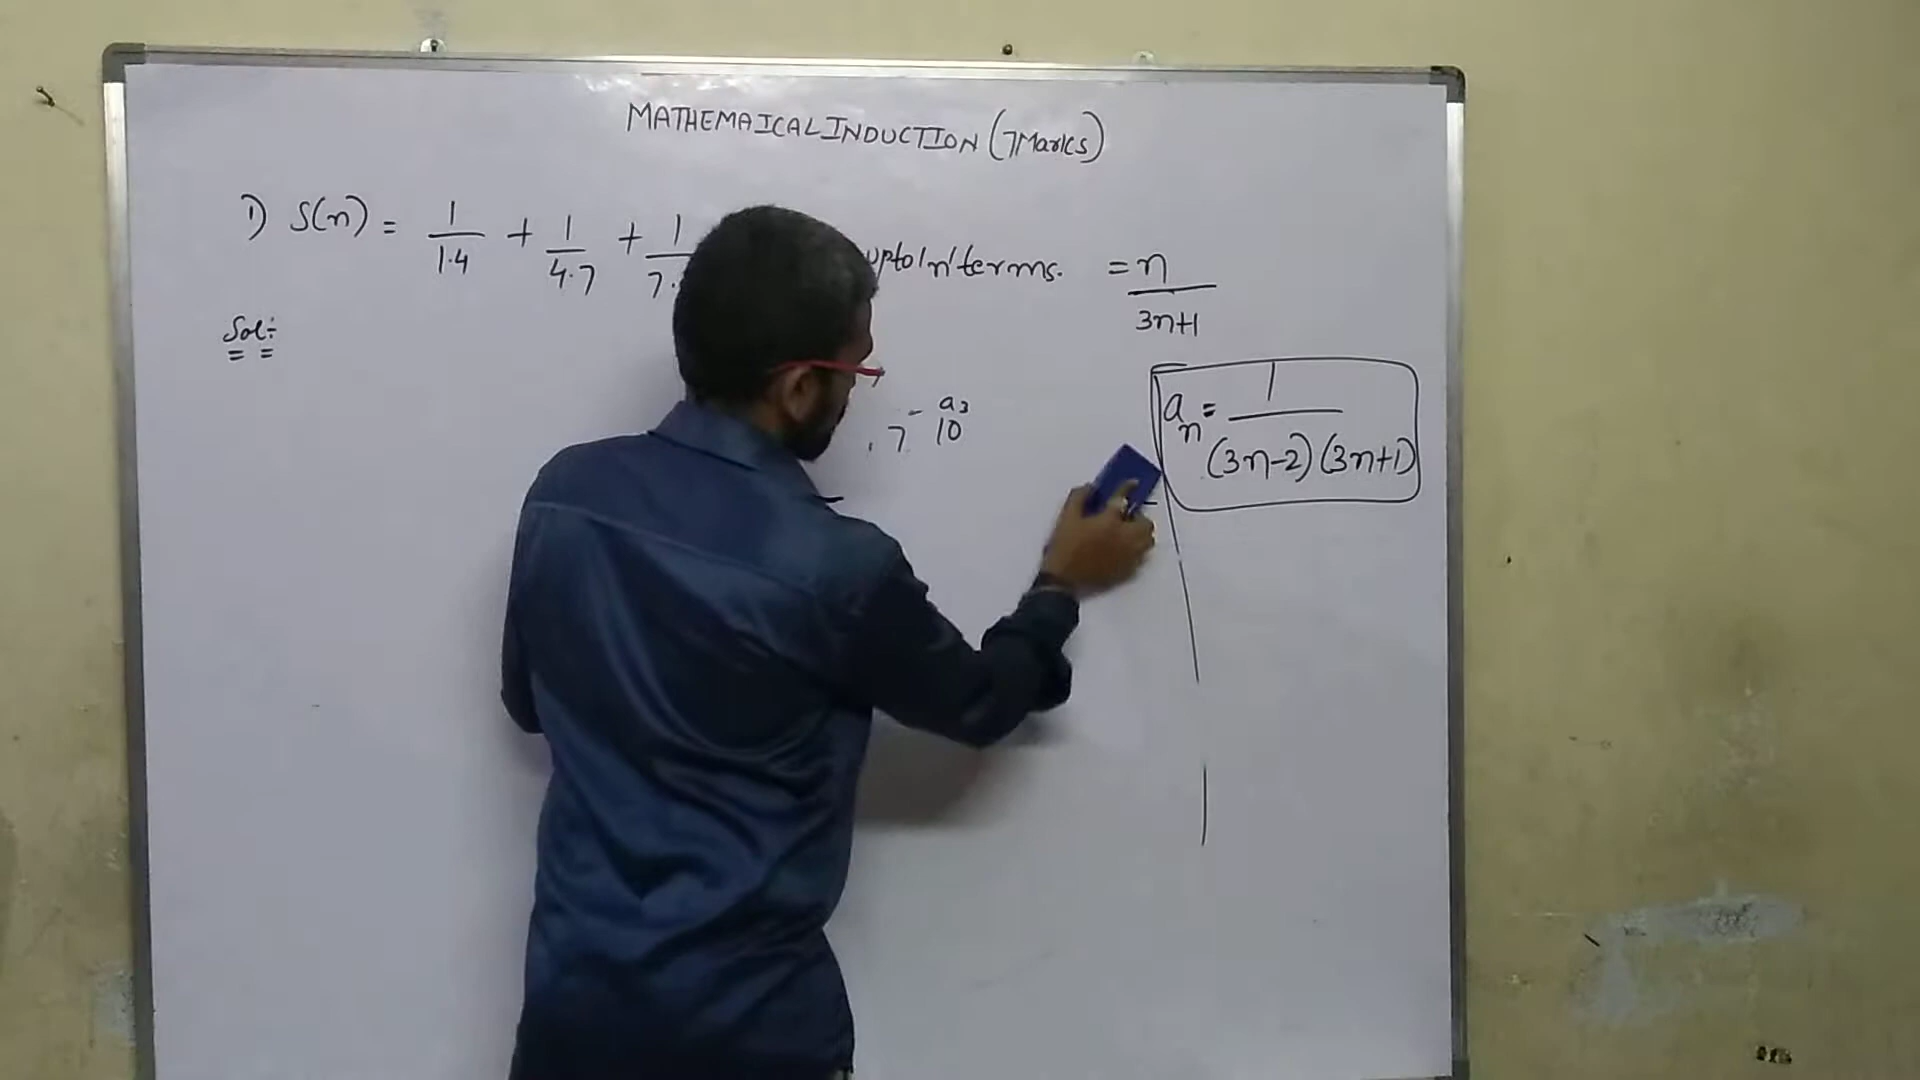 MATHEMAICAL INDUCTION (7Marks)
1) S(n) = 1/1.4 + 1/4.7 + 1/7. upto 'n' terms. = n/3n+1
Sol:
a3
. 7 10
an = 1/(3n-2)(3n+1)